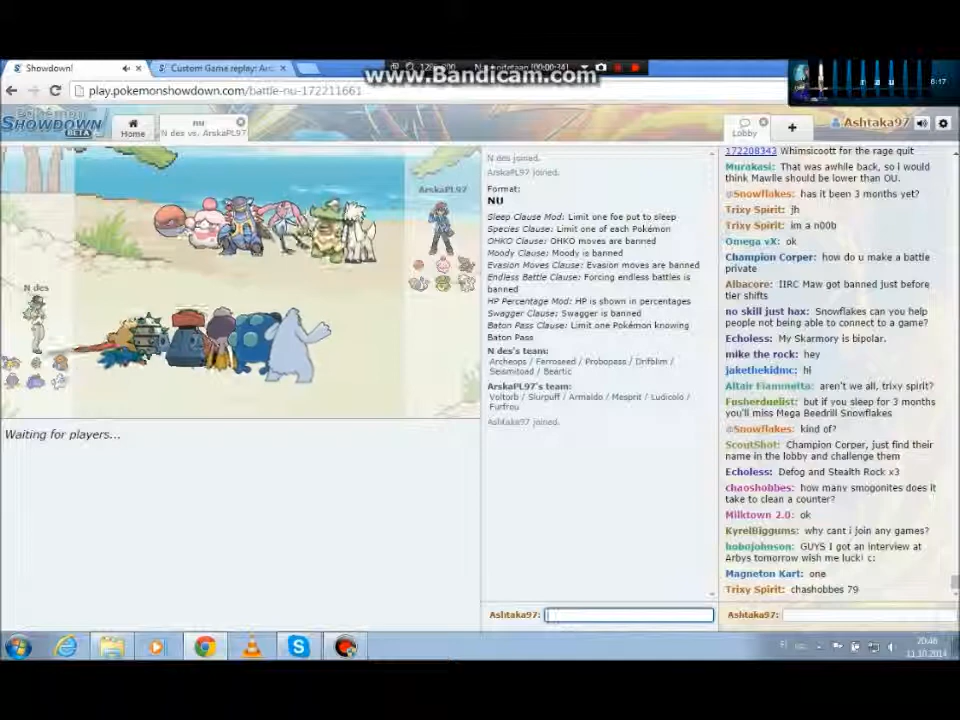 Showdown!
Custom Game replay: Ars
www.Bandicam.com
6:17
play.pokemonshowdown.com/battle-nu-172211661
POKÉMON
SHOWDOWN
BETA
Home
nu
N des vs. ArskaPL97
Lobby
Ashtaka97
ArskaPL97
N des
Waiting for players...
N des joined.
ArskaPL97 joined.
Format:
NU
Sleep Clause Mod: Limit one foe put to sleep
Species Clause: Limit one of each Pokémon
OHKO Clause: OHKO moves are banned
Moody Clause: Moody is banned
Evasion Moves Clause: Evasion moves are banned
Endless Battle Clause: Forcing endless battles is
banned
HP Percentage Mod: HP is shown in percentages
Swagger Clause: Swagger is banned
Baton Pass Clause: Limit one Pokémon knowing
Baton Pass
N des's team:
Archeops / Ferroseed / Probopass / Drifblim /
Seismitoad / Beartic
ArskaPL97's team:
Voltorb / Slurpuff / Armaldo / Mesprit / Ludicolo /
Furfrou
Ashtaka97 joined.
Ashtaka97:
172208343 Whimsicoott for the rage quit
Murakasi: That was awhile back, so i would
think Mawile should be lower than OU.
@Snowflakes: has it been 3 months yet?
Trixy Spirit: jh
Trixy Spirit: im a n00b
Omega vX: ok
Champion Corper: how do u make a battle
private
Albacore: IIRC Maw got banned just before
tier shifts
no skill just hax: Snowflakes can you help
people not being able to connect to a game?
Echoless: My Skarmory is bipolar.
mike the rock: hey
jakethekidmc: hi
Altair Fiammetta: aren't we all, trixy spirit?
Fusherduelist: but if you sleep for 3 months
you'll miss Mega Beedrill Snowflakes
@Snowflakes: kind of?
ScoutShot: Champion Corper, just find their
name in the lobby and challenge them
Echoless: Defog and Stealth Rock x3
chaoshobbes: how many smogonites does it
take to clean a counter?
Milktown 2.0: ok
KyrelBiggums: why cant i join any games?
hobojohnson: GUYS I got an interview at
Arbys tomorrow wish me luck! c:
Magneton Kart: one
Trixy Spirit: chashobbes 79
Ashtaka97:
20:46
11.10.2014